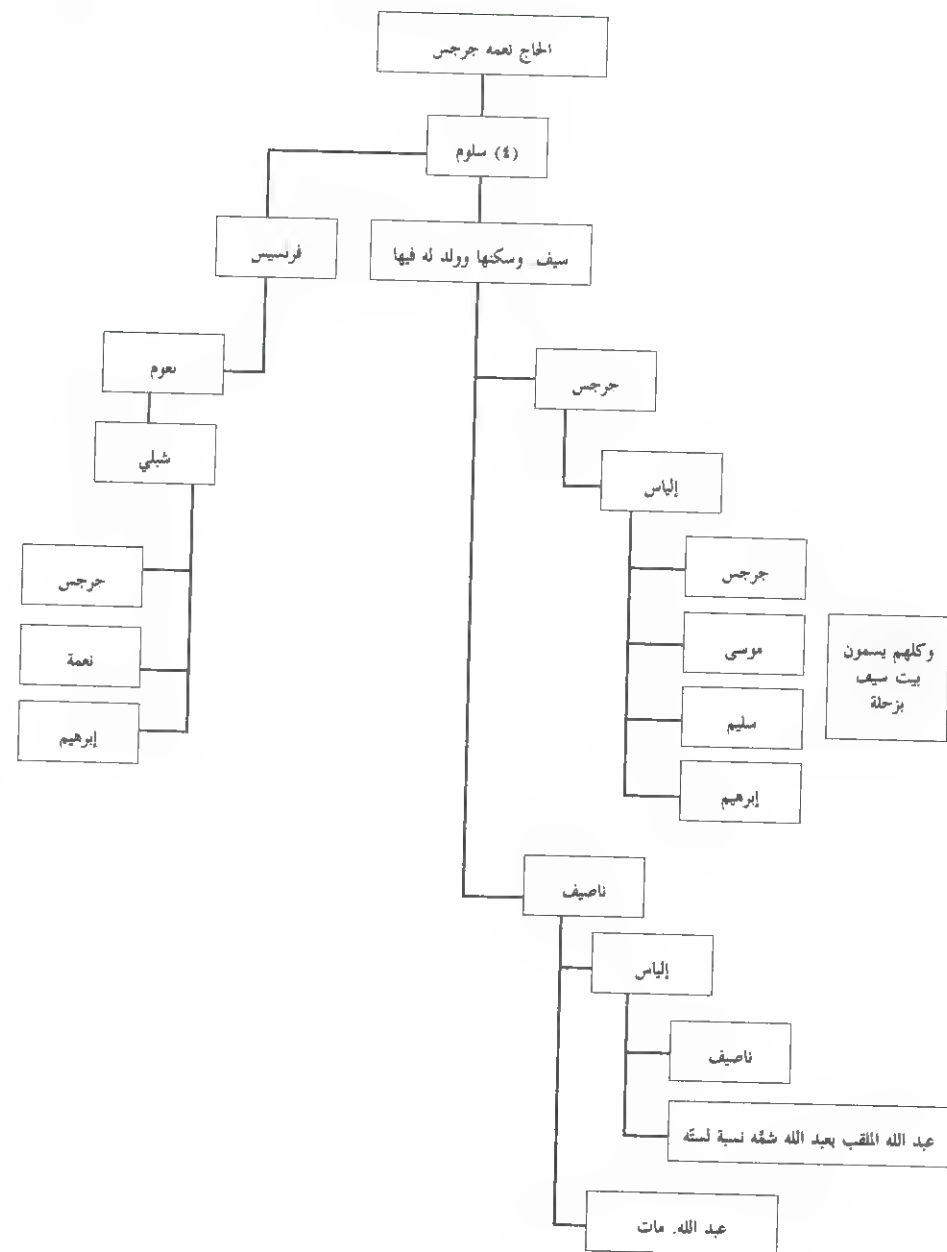 الحاج نعمه جرجس
(٤) سلوم
سيف وسكنها وولد له فيها
فرنسيس
نعوم
شبلي
جرجس
نعمة
إبرهيم
جرجس
إلياس
جرجس
موسى
سليم
إبرهيم
وكلهم يسمون
بيت سيف
بزحلة
ناصيف
إلياس
ناصيف
عبد الله الملقب بعبد الله شمّه نسبة لستّه
عبد الله. مات